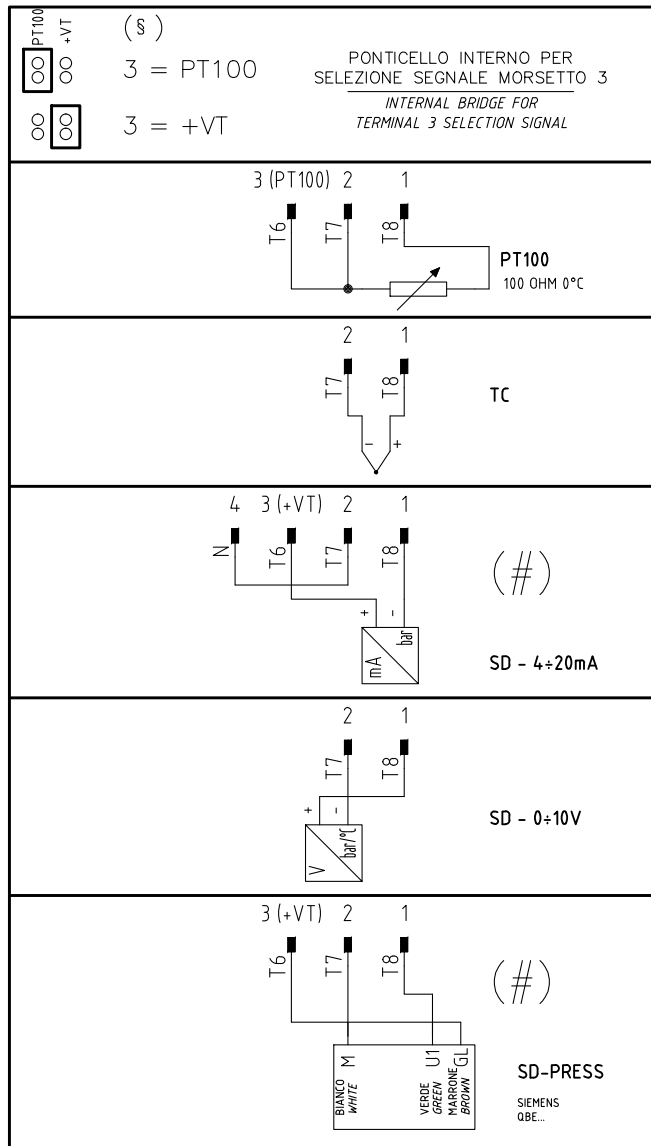 PT100
+VT
(§)
3 = PT100
3 = +VT
PONTICELLO INTERNO PER
SELEZIONE SEGNALE MORSETTO 3
INTERNAL BRIDGE FOR
TERMINAL 3 SELECTION SIGNAL
3 (PT100) 2 1
T6 T7 T8
PT100
100 OHM 0°C
2 1
T7 T8
TC
- +
4 3 (+VT) 2 1
N T6 T7 T8
(#)
+ -
mA bar
SD - 4÷20mA
2 1
T7 T8
+ -
V bar/°C
SD - 0÷10V
3 (+VT) 2 1
T6 T7 T8
(#)
M U1 GL
BIANCO
WHITE
VERDE
GREEN
MARRONE
BROWN
SD-PRESS
SIEMENS
QBE...